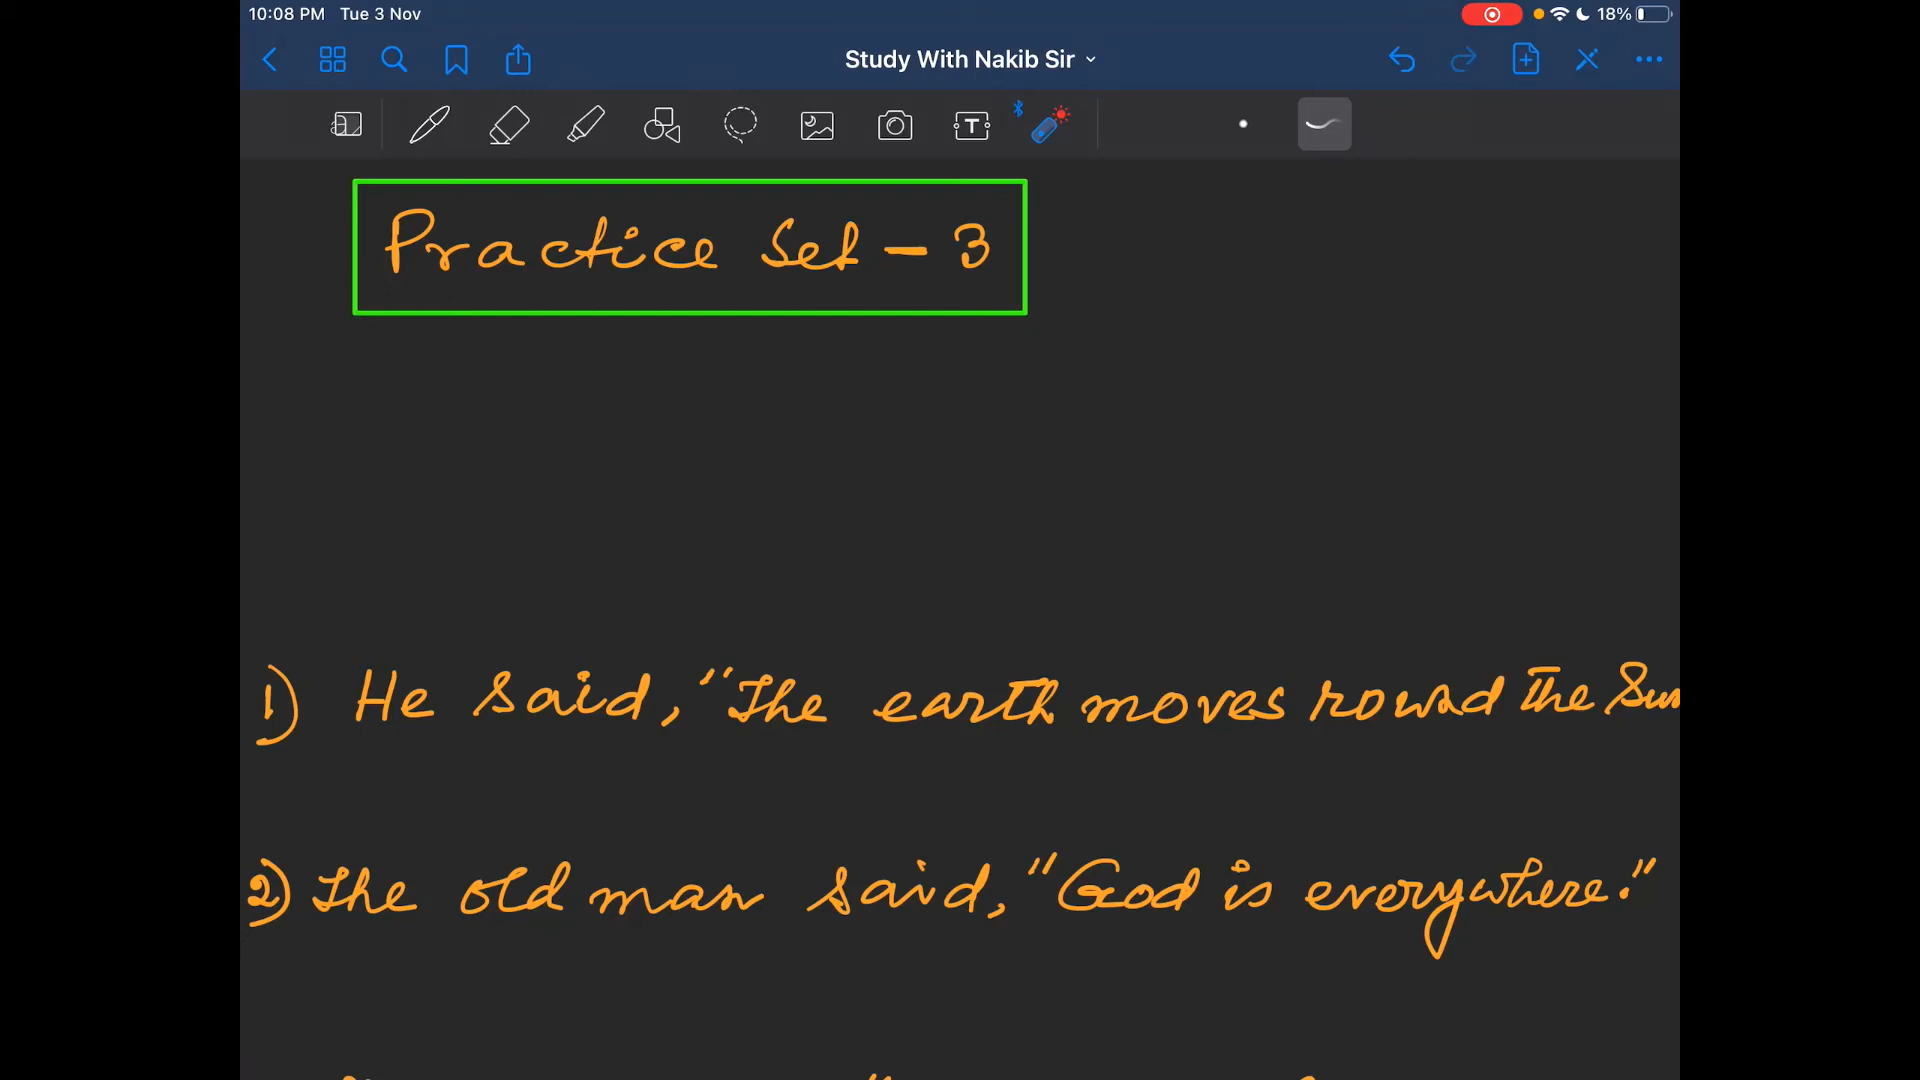 10:08 PM Tue 3 Nov
18%
Study With Nakib Sir
Practice Set - 3
1) He said, "The earth moves round the Sun
2) The old man said, "God is everywhere."